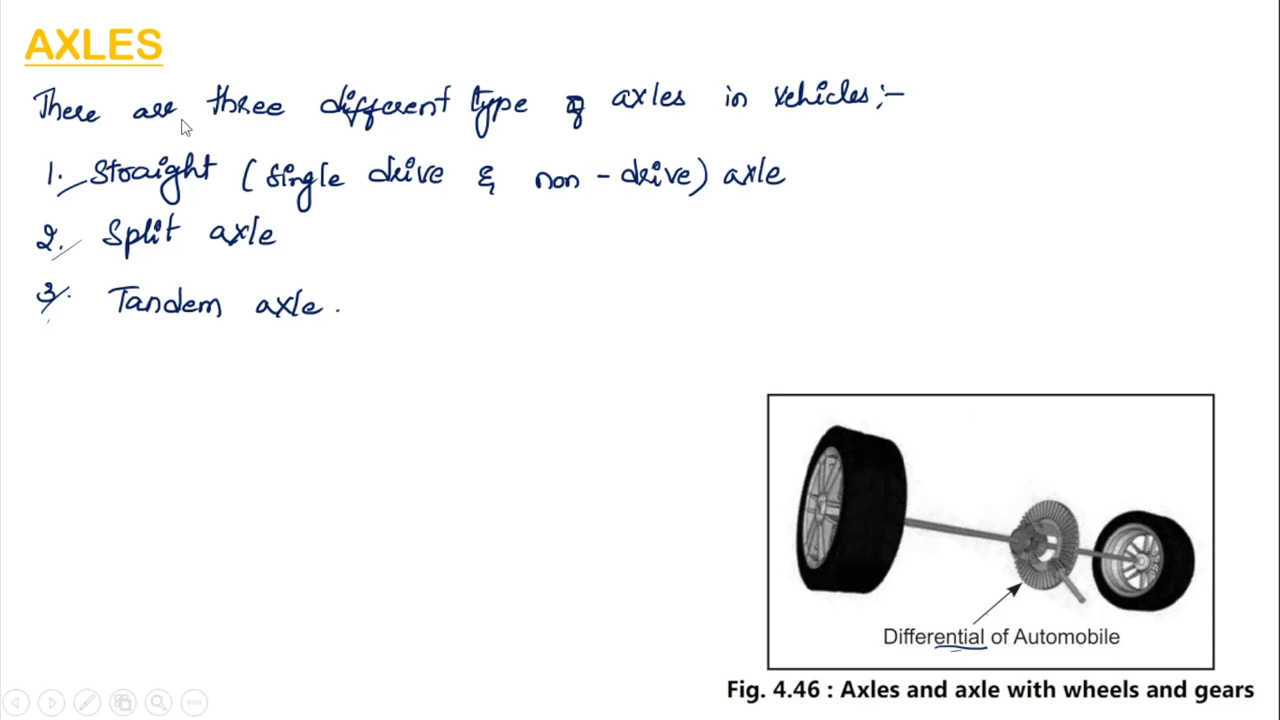 AXLES
There are three different type of axles in vehicles:-
1. Straight (single drive & non-drive) axle
2. Split axle
3. Tandem axle.
Differential of Automobile
Fig. 4.46 : Axles and axle with wheels and gears